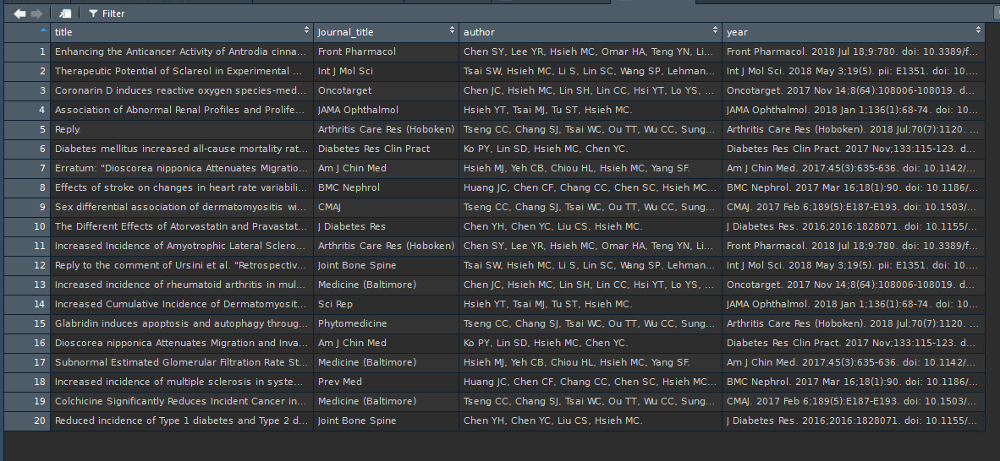 Filter
title Journal_title author year
1 Enhancing the Anticancer Activity of Antrodia cinna... Front Pharmacol Chen SY, Lee YR, Hsieh MC, Omar HA, Teng YN, Li... Front Pharmacol. 2018 Jul 18;9:780. doi: 10.3389/f...
2 Therapeutic Potential of Sclareol in Experimental ... Int J Mol Sci Tsai SW, Hsieh MC, Li S, Lin SC, Wang SP, Lehman... Int J Mol Sci. 2018 May 3;19(5). pii: E1351. doi: 10....
3 Coronarin D induces reactive oxygen species-med... Oncotarget Chen JC, Hsieh MC, Lin SH, Lin CC, Hsi YT, Lo YS, ... Oncotarget. 2017 Nov 14;8(64):108006-108019. d...
4 Association of Abnormal Renal Profiles and Prolife... JAMA Ophthalmol Hsieh YT, Tsai MJ, Tu ST, Hsieh MC. JAMA Ophthalmol. 2018 Jan 1;136(1):68-74. doi: 10...
5 Reply. Arthritis Care Res (Hoboken) Tseng CC, Chang SJ, Tsai WC, Ou TT, Wu CC, Sung... Arthritis Care Res (Hoboken). 2018 Jul;70(7):1120. ...
6 Diabetes mellitus increased all-cause mortality rat... Diabetes Res Clin Pract Ko PY, Lin SD, Hsieh MC, Chen YC. Diabetes Res Clin Pract. 2017 Nov;133:115-123. d...
7 Erratum: "Dioscorea nipponica Attenuates Migratio... Am J Chin Med Hsieh MJ, Yeh CB, Chiou HL, Hsieh MC, Yang SF. Am J Chin Med. 2017;45(3):635-636. doi: 10.1142/...
8 Effects of stroke on changes in heart rate variabili... BMC Nephrol Huang JC, Chen CF, Chang CC, Chen SC, Hsieh MC... BMC Nephrol. 2017 Mar 16;18(1):90. doi: 10.1186/...
9 Sex differential association of dermatomyositis wi... CMAJ Tseng CC, Chang SJ, Tsai WC, Ou TT, Wu CC, Sung... CMAJ. 2017 Feb 6;189(5):E187-E193. doi: 10.1503/...
10 The Different Effects of Atorvastatin and Pravastat... J Diabetes Res Chen YH, Chen YC, Liu CS, Hsieh MC. J Diabetes Res. 2016;2016:1828071. doi: 10.1155/...
11 Increased Incidence of Amyotrophic Lateral Sclero... Arthritis Care Res (Hoboken) Chen SY, Lee YR, Hsieh MC, Omar HA, Teng YN, Li... Front Pharmacol. 2018 Jul 18;9:780. doi: 10.3389/f...
12 Reply to the comment of Ursini et al. "Retrospectiv... Joint Bone Spine Tsai SW, Hsieh MC, Li S, Lin SC, Wang SP, Lehman... Int J Mol Sci. 2018 May 3;19(5). pii: E1351. doi: 10....
13 Increased incidence of rheumatoid arthritis in mul... Medicine (Baltimore) Chen JC, Hsieh MC, Lin SH, Lin CC, Hsi YT, Lo YS, ... Oncotarget. 2017 Nov 14;8(64):108006-108019. d...
14 Increased Cumulative Incidence of Dermatomyosit... Sci Rep Hsieh YT, Tsai MJ, Tu ST, Hsieh MC. JAMA Ophthalmol. 2018 Jan 1;136(1):68-74. doi: 10...
15 Glabridin induces apoptosis and autophagy throug... Phytomedicine Tseng CC, Chang SJ, Tsai WC, Ou TT, Wu CC, Sung... Arthritis Care Res (Hoboken). 2018 Jul;70(7):1120. ...
16 Dioscorea nipponica Attenuates Migration and Inva... Am J Chin Med Ko PY, Lin SD, Hsieh MC, Chen YC. Diabetes Res Clin Pract. 2017 Nov;133:115-123. d...
17 Subnormal Estimated Glomerular Filtration Rate St... Medicine (Baltimore) Hsieh MJ, Yeh CB, Chiou HL, Hsieh MC, Yang SF. Am J Chin Med. 2017;45(3):635-636. doi: 10.1142/...
18 Increased incidence of multiple sclerosis in syste... Prev Med Huang JC, Chen CF, Chang CC, Chen SC, Hsieh MC... BMC Nephrol. 2017 Mar 16;18(1):90. doi: 10.1186/...
19 Colchicine Significantly Reduces Incident Cancer in... Medicine (Baltimore) Tseng CC, Chang SJ, Tsai WC, Ou TT, Wu CC, Sung... CMAJ. 2017 Feb 6;189(5):E187-E193. doi: 10.1503/...
20 Reduced incidence of Type 1 diabetes and Type 2 d... Joint Bone Spine Chen YH, Chen YC, Liu CS, Hsieh MC. J Diabetes Res. 2016;2016:1828071. doi: 10.1155/...